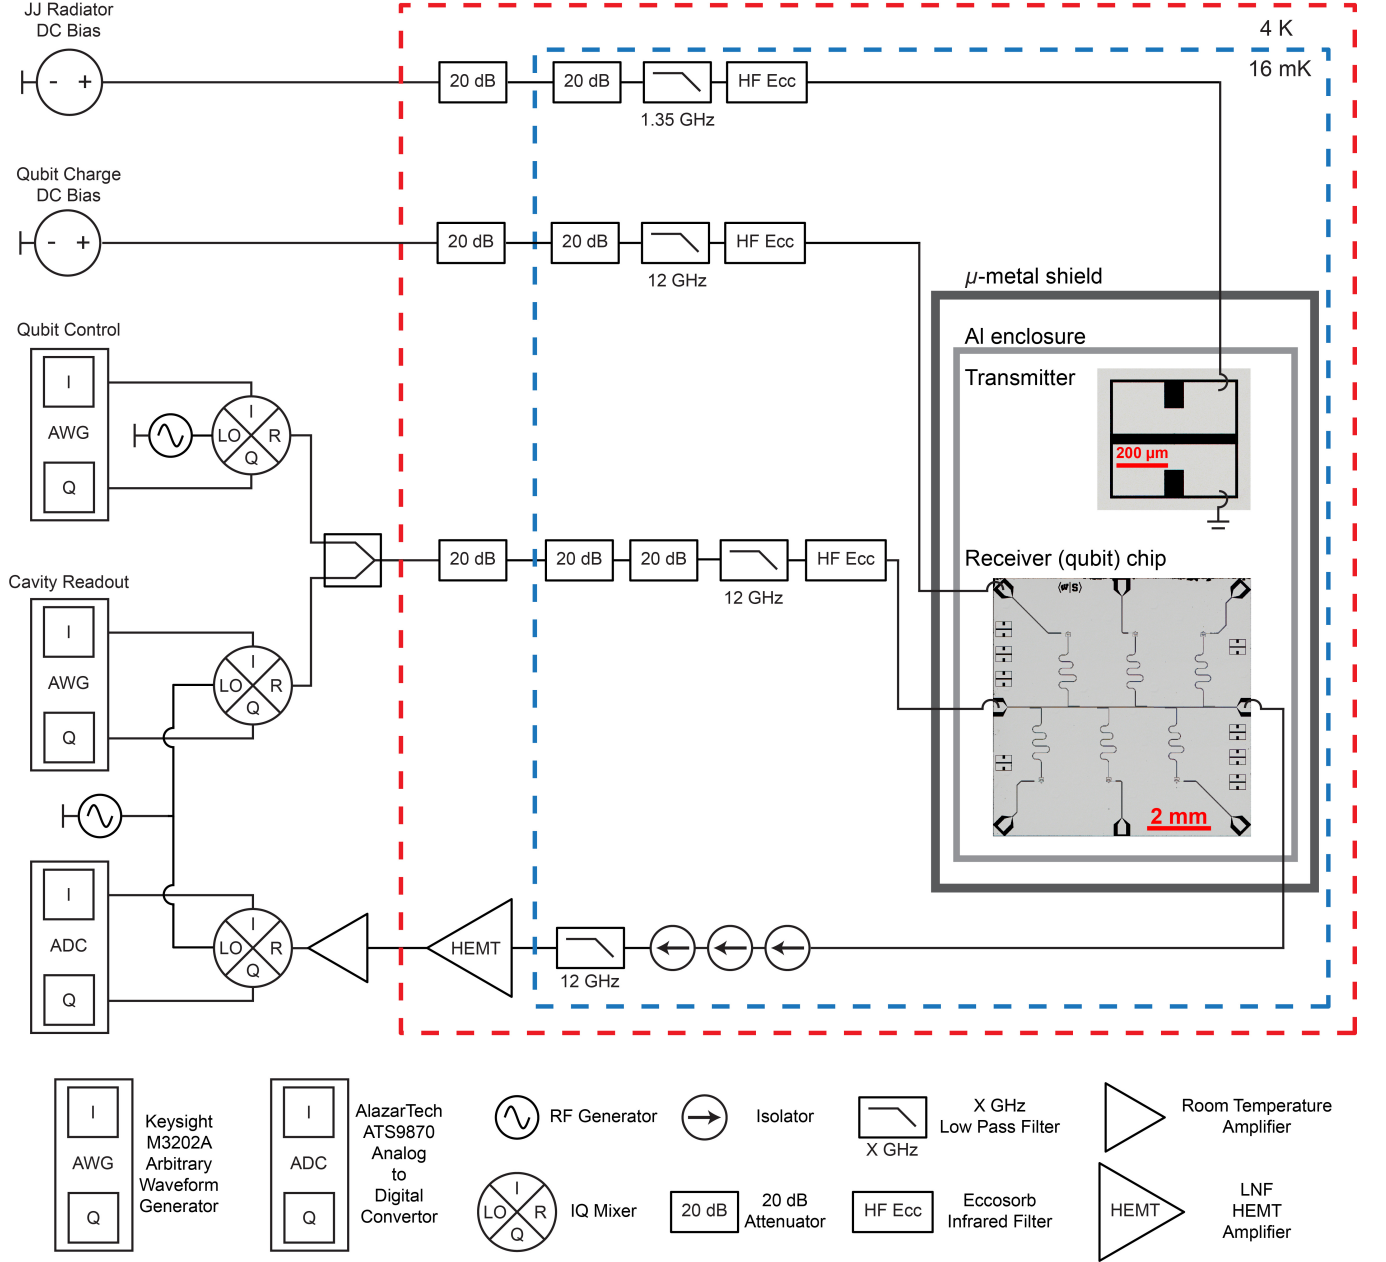 JJ Radiator
DC Bias
4 K
16 mK
- +
20 dB
20 dB
HF Ecc
1.35 GHz
Qubit Charge
DC Bias
- +
20 dB
20 dB
HF Ecc
12 GHz
μ-metal shield
Al enclosure
Transmitter
200 μm
Qubit Control
I
AWG
Q
I
LO R
Q
20 dB
20 dB
20 dB
HF Ecc
12 GHz
Receiver (qubit) chip
2 mm
Cavity Readout
I
AWG
Q
I
LO R
Q
I
ADC
Q
I
LO R
Q
HEMT
12 GHz
I
AWG
Q
Keysight
M3202A
Arbitrary
Waveform
Generator
I
ADC
Q
AlazarTech
ATS9870
Analog
to
Digital
Convertor
RF Generator
Isolator
X GHz
X GHz
Low Pass Filter
Room Temperature
Amplifier
I
LO R
Q
IQ Mixer
20 dB
20 dB
Attenuator
HF Ecc
Eccosorb
Infrared Filter
HEMT
LNF
HEMT
Amplifier